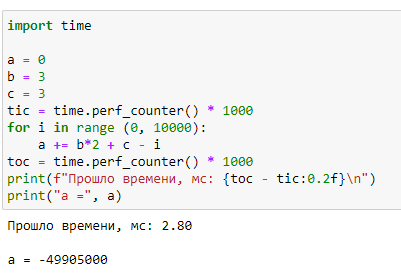 import time
a = 0
b = 3
c = 3
tic = time.perf_counter() * 1000
for i in range (0, 10000):
    a += b*2 + c - i
toc = time.perf_counter() * 1000
print(f"Прошло времени, мс: {toc - tic:0.2f}\n")
print("a =", a)
Прошло времени, мс: 2.80
a = -49905000